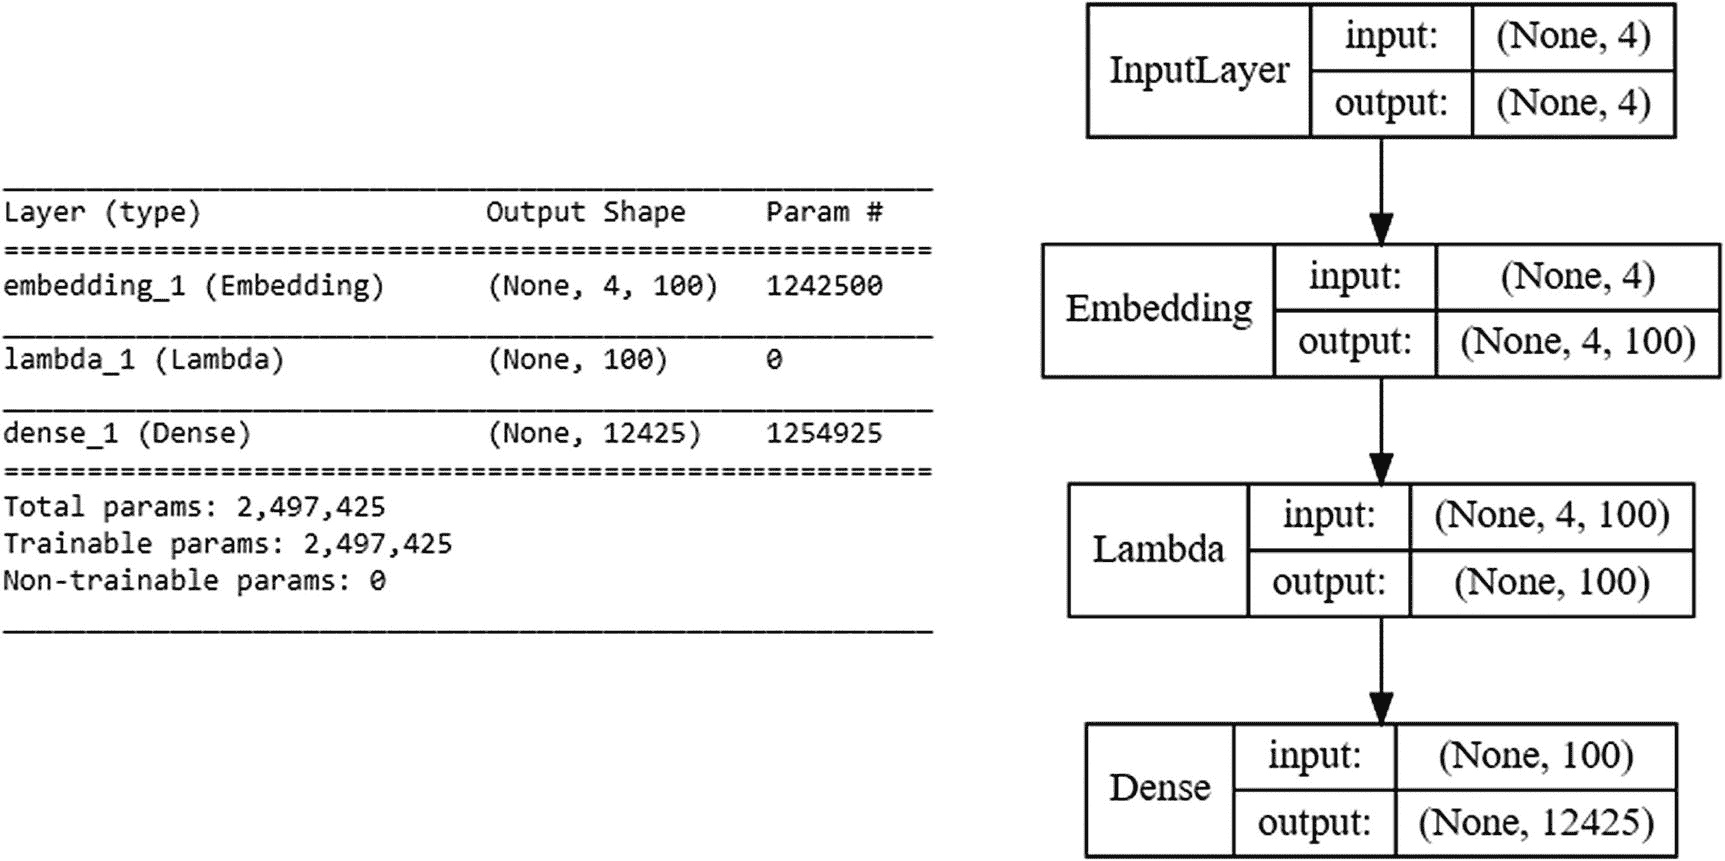 Layer (type) Output Shape Param #
embedding_1 (Embedding) (None, 4, 100) 1242500
lambda_1 (Lambda) (None, 100) 0
dense_1 (Dense) (None, 12425) 1254925
Total params: 2,497,425
Trainable params: 2,497,425
Non-trainable params: 0
InputLayer
input: (None, 4)
output: (None, 4)
Embedding
input: (None, 4)
output: (None, 4, 100)
Lambda
input: (None, 4, 100)
output: (None, 100)
Dense
input: (None, 100)
output: (None, 12425)